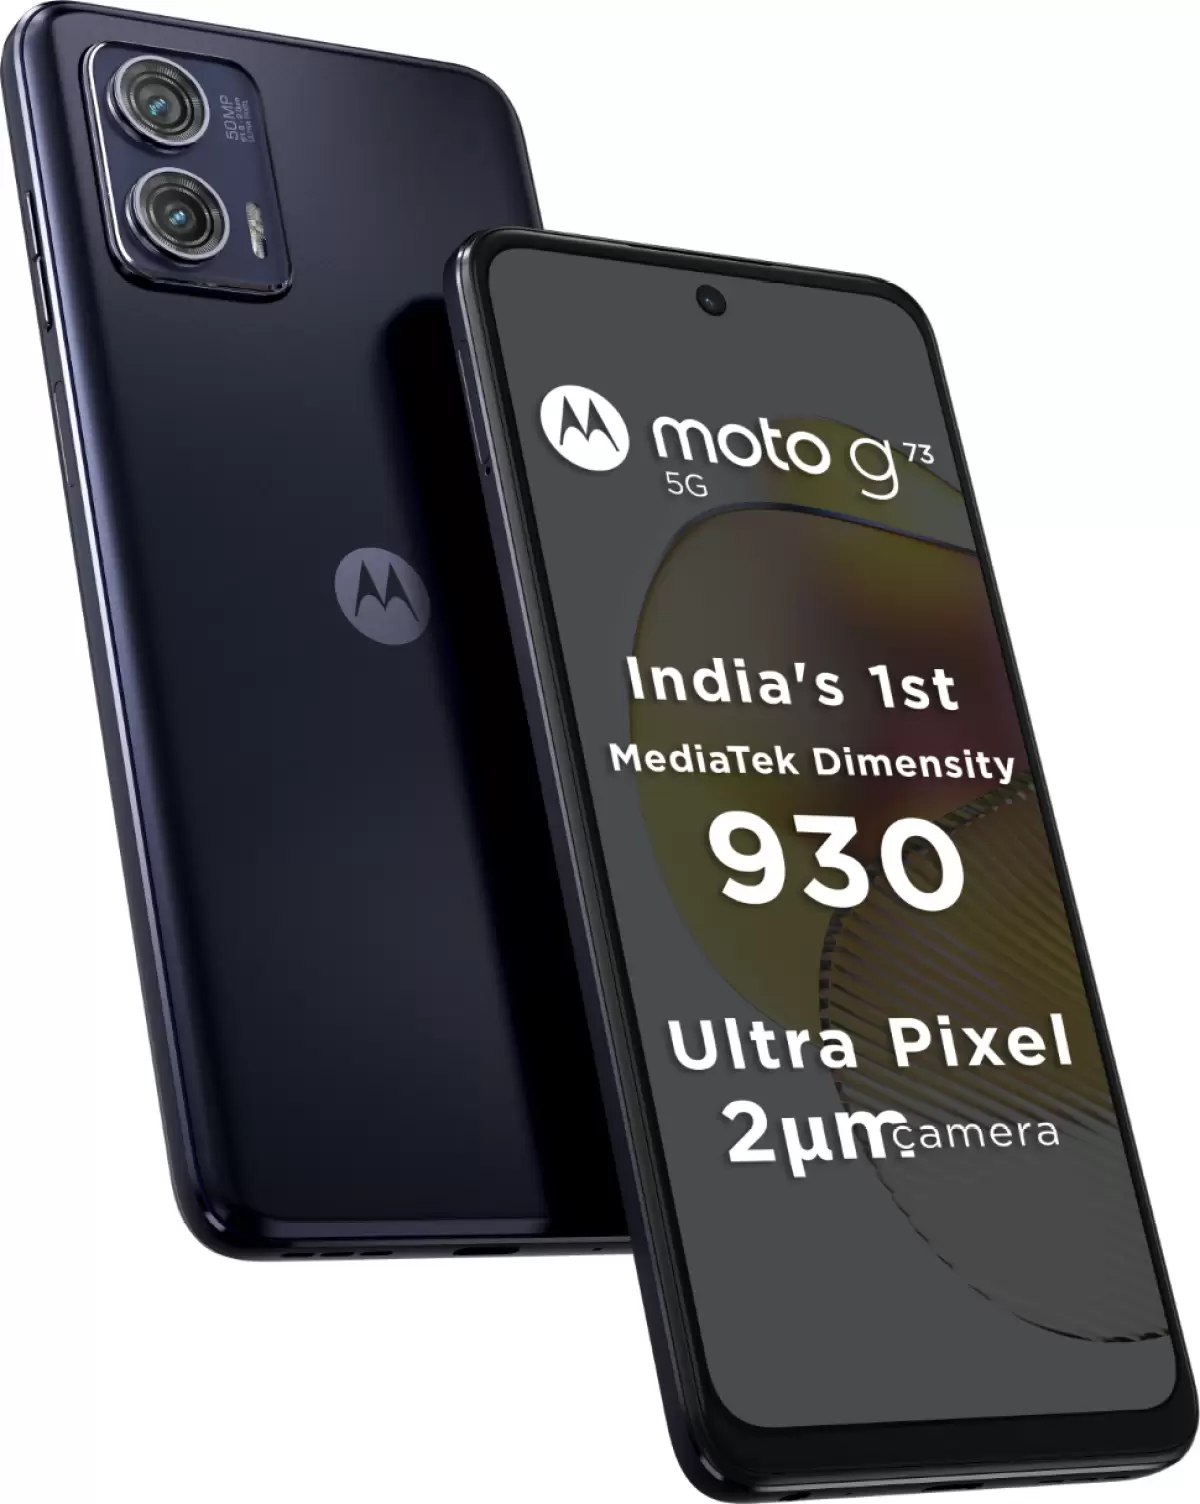 50MP
moto g 73
5G
India's 1st
MediaTek Dimensity
930
Ultra Pixel
2µm camera